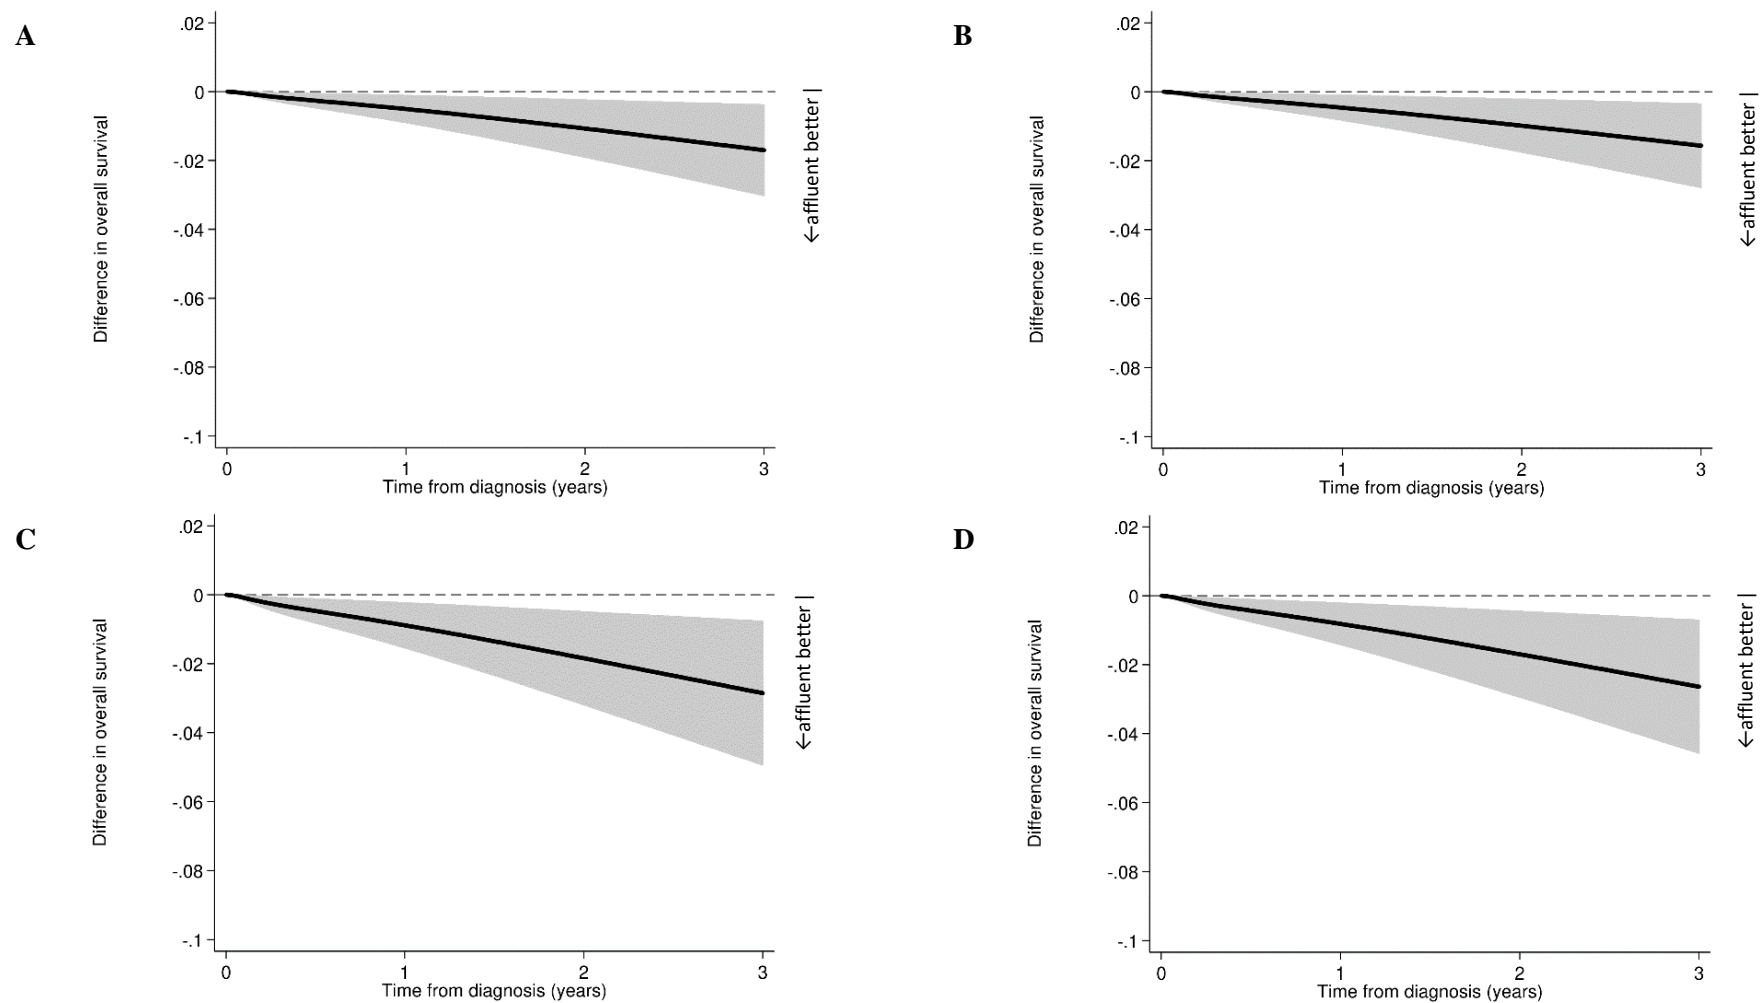 A
Difference in overall survival
.02
0
-.02
-.04
-.06
-.08
-.1
0 1 2 3
Time from diagnosis (years)
←affluent better |
B
Difference in overall survival
.02
0
-.02
-.04
-.06
-.08
-.1
0 1 2 3
Time from diagnosis (years)
←affluent better |
C
Difference in overall survival
.02
0
-.02
-.04
-.06
-.08
-.1
0 1 2 3
Time from diagnosis (years)
←affluent better |
D
Difference in overall survival
.02
0
-.02
-.04
-.06
-.08
-.1
0 1 2 3
Time from diagnosis (years)
←affluent better |